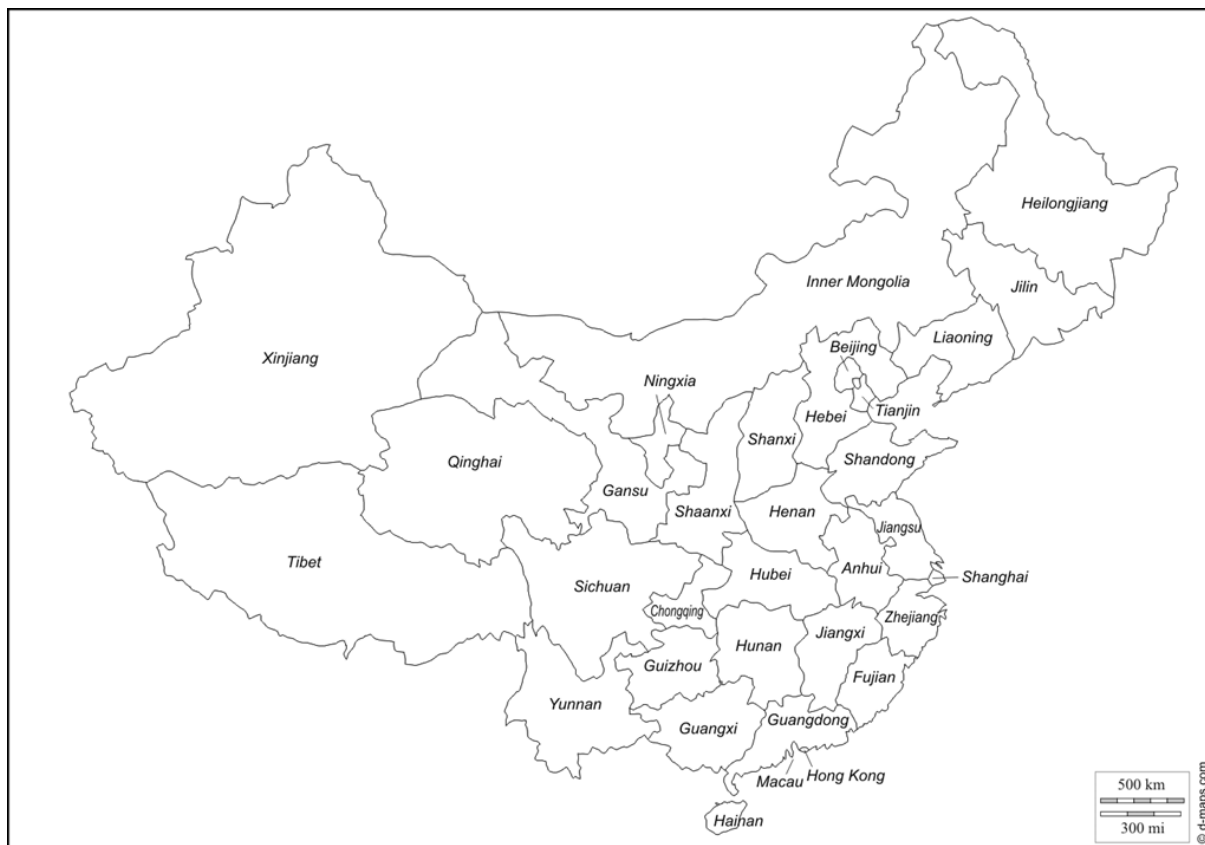 Heilongjiang
Inner Mongolia
Jilin
Liaoning
Beijing
Xinjiang
Ningxia
Tianjin
Hebei
Shanxi
Shandong
Qinghai
Gansu
Shaanxi
Henan
Jiangsu
Tibet
Sichuan
Hubei
Anhui
Shanghai
Chongqing
Zhejiang
Jiangxi
Hunan
Guizhou
Fujian
Yunnan
Guangxi
Guangdong
Macau
Hong Kong
Hainan
500 km
300 mi
© d-maps.com